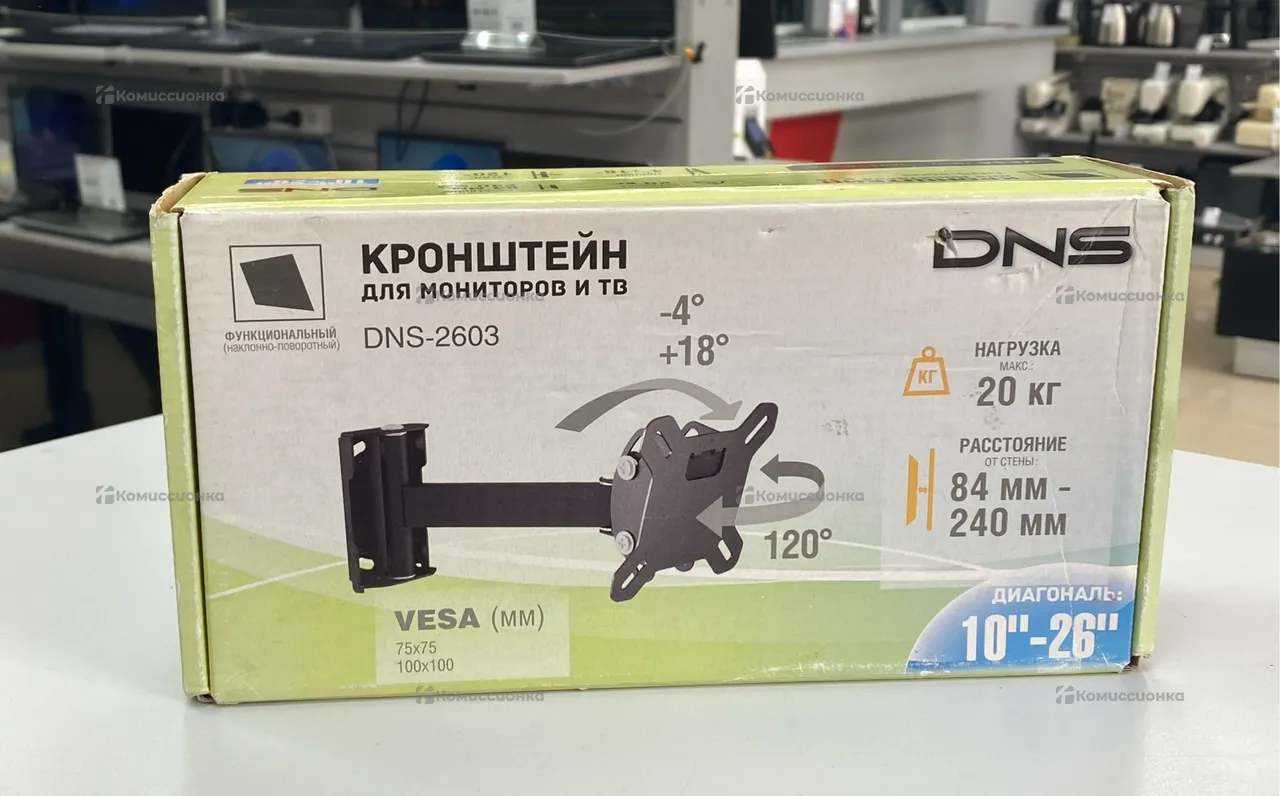 КРОНШТЕЙН
ДЛЯ МОНИТОРОВ И ТВ
DNS-2603
ФУНКЦИОНАЛЬНЫЙ
(наклонно-поворотный)
DNS
-4°
+18°
120°
НАГРУЗКА
МАКС.:
КГ
20 КГ
РАССТОЯНИЕ
ОТ СТЕНЫ:
84 ММ -
240 ММ
VESA (ММ)
75x75
100x100
ДИАГОНАЛЬ:
10"-26"
Комиссионка
Комиссионка
Комиссионка
Комиссионка
Комиссионка
Комиссионка
Комиссионка
Комиссионка